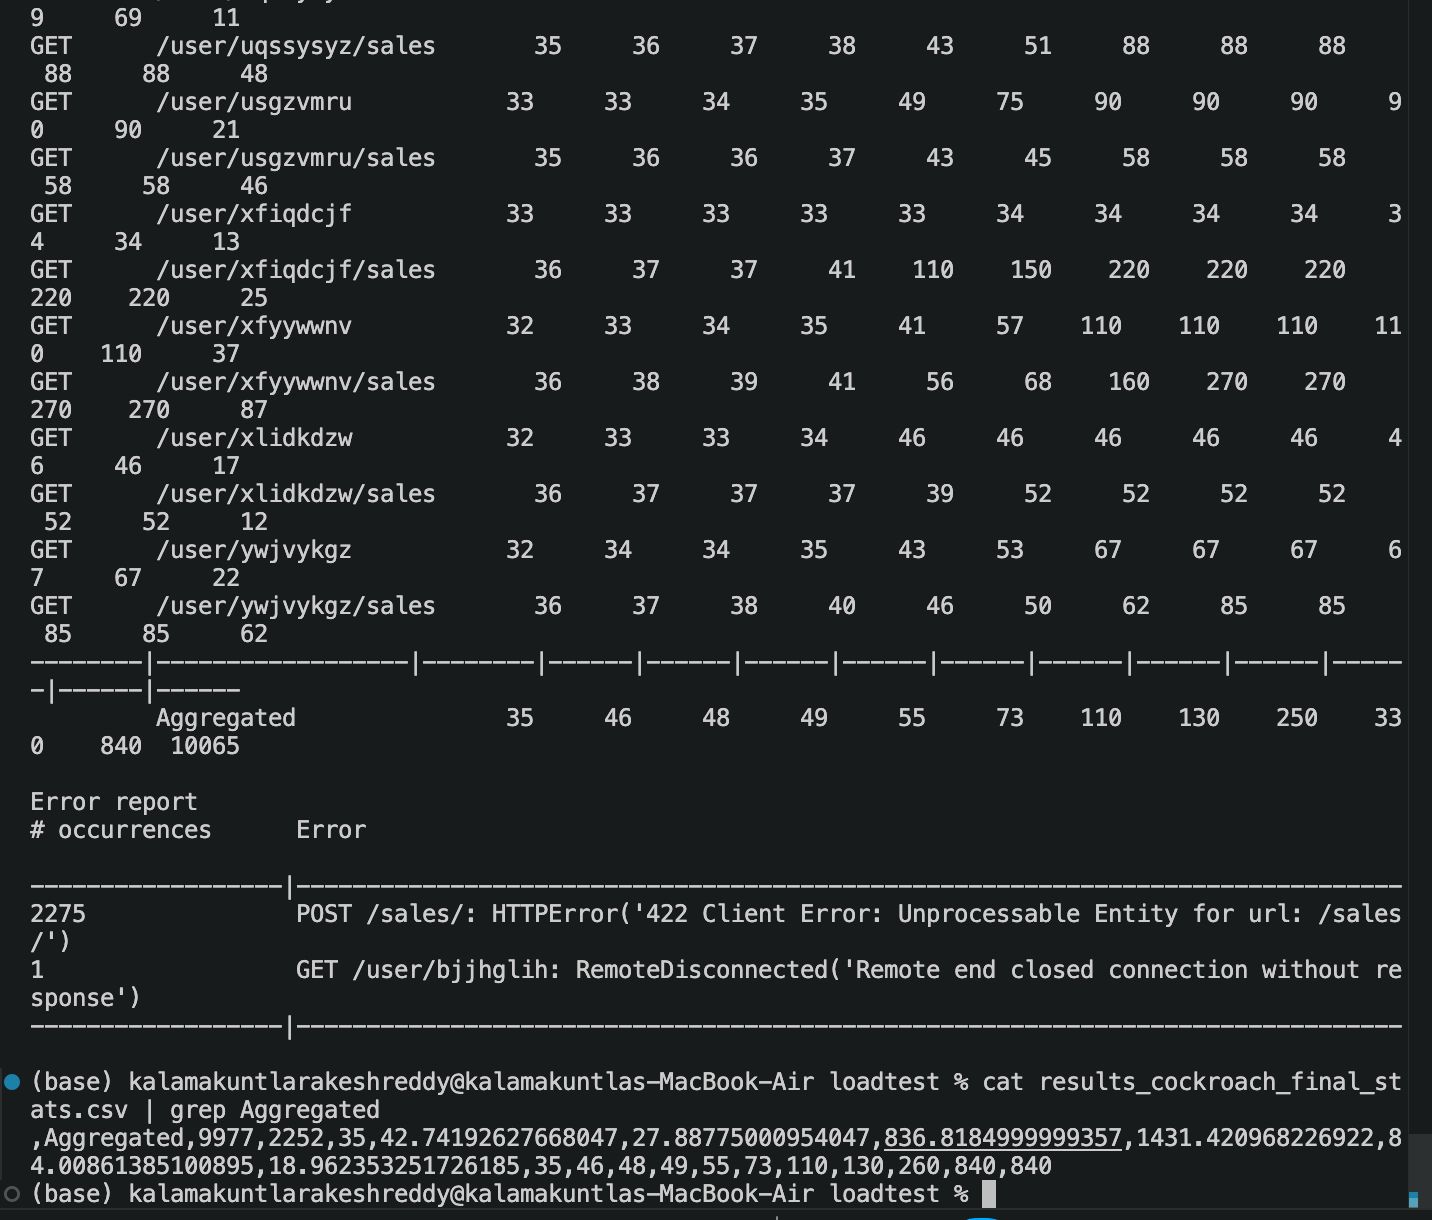 9     69     11
GET      /user/uqssysyz/sales       35     36     37     38     43     51     88     88     88
 88     88     48
GET      /user/usgzvmru           33     33     34     35     49     75     90     90     90     9
0     90     21
GET      /user/usgzvmru/sales       35     36     36     37     43     45     58     58     58
 58     58     46
GET      /user/xfiqdcjf           33     33     33     33     33     34     34     34     34     3
4     34     13
GET      /user/xfiqdcjf/sales       36     37     37     41    110    150    220    220    220
220    220     25
GET      /user/xfyywwnv           32     33     34     35     41     57    110    110    110    11
0    110     37
GET      /user/xfyywwnv/sales       36     38     39     41     56     68    160    270    270
270    270     87
GET      /user/xlidkdzw           32     33     33     34     46     46     46     46     46     4
6     46     17
GET      /user/xlidkdzw/sales       36     37     37     37     39     52     52     52     52
 52     52     12
GET      /user/ywjvykgz           32     34     34     35     43     53     67     67     67     6
7     67     22
GET      /user/ywjvykgz/sales       36     37     38     40     46     50     62     85     85
 85     85     62
--------|------------------|--------|------|------|------|------|------|------|------|------|-----
-|------|------
         Aggregated               35     46     48     49     55     73    110    130    250    33
0    840  10065
Error report
# occurrences      Error
------------------|-------------------------------------------------------------------------------
2275               POST /sales/: HTTPError('422 Client Error: Unprocessable Entity for url: /sales
/')
1                  GET /user/bjjhglih: RemoteDisconnected('Remote end closed connection without re
sponse')
------------------|-------------------------------------------------------------------------------
(base) kalamakuntlarakeshreddy@kalamakuntlas-MacBook-Air loadtest % cat results_cockroach_final_st
ats.csv | grep Aggregated
,Aggregated,9977,2252,35,42.74192627668047,27.88775000954047,836.8184999999357,1431.420968226922,8
4.00861385100895,18.962353251726185,35,46,48,49,55,73,110,130,260,840,840
(base) kalamakuntlarakeshreddy@kalamakuntlas-MacBook-Air loadtest %